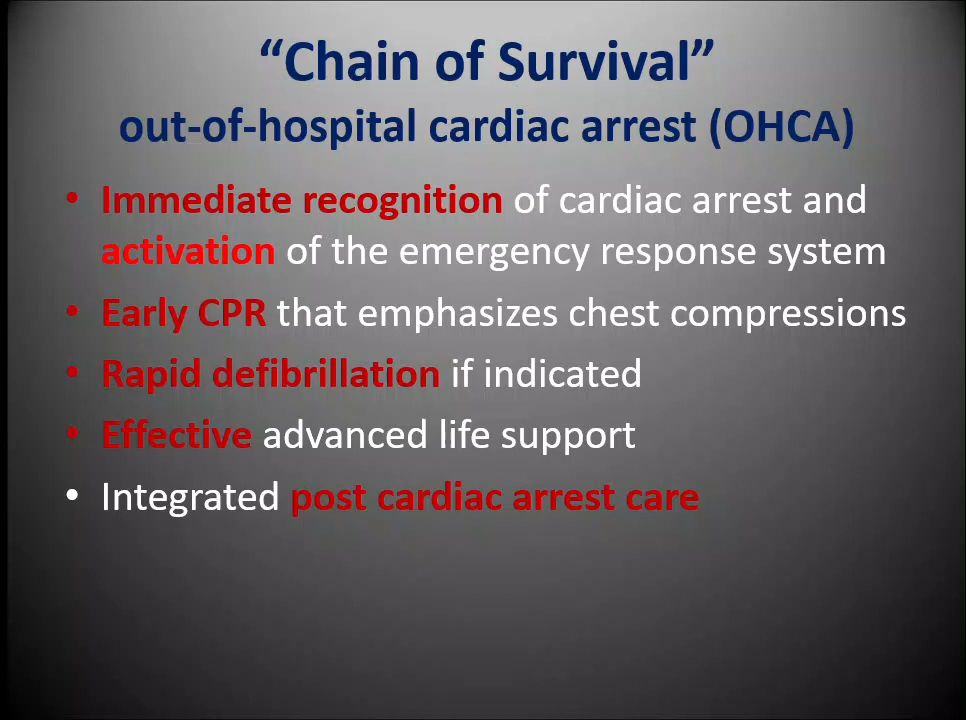 “Chain of Survival”
out-of-hospital cardiac arrest (OHCA)
• Immediate recognition of cardiac arrest and
activation of the emergency response system
• Early CPR that emphasizes chest compressions
• Rapid defibrillation if indicated
• Effective advanced life support
• Integrated post cardiac arrest care